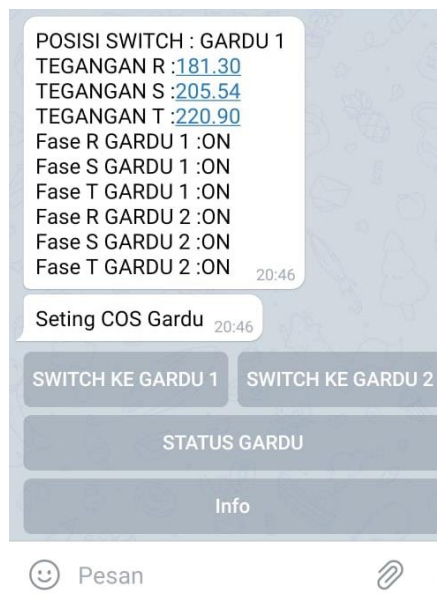 POSISI SWITCH : GARDU 1
TEGANGAN R :181.30
TEGANGAN S :205.54
TEGANGAN T :220.90
Fase R GARDU 1 :ON
Fase S GARDU 1 :ON
Fase T GARDU 1 :ON
Fase R GARDU 2 :ON
Fase S GARDU 2 :ON
Fase T GARDU 2 :ON
20:46
Seting COS Gardu 20:46
SWITCH KE GARDU 1 SWITCH KE GARDU 2
STATUS GARDU
Info
Pesan